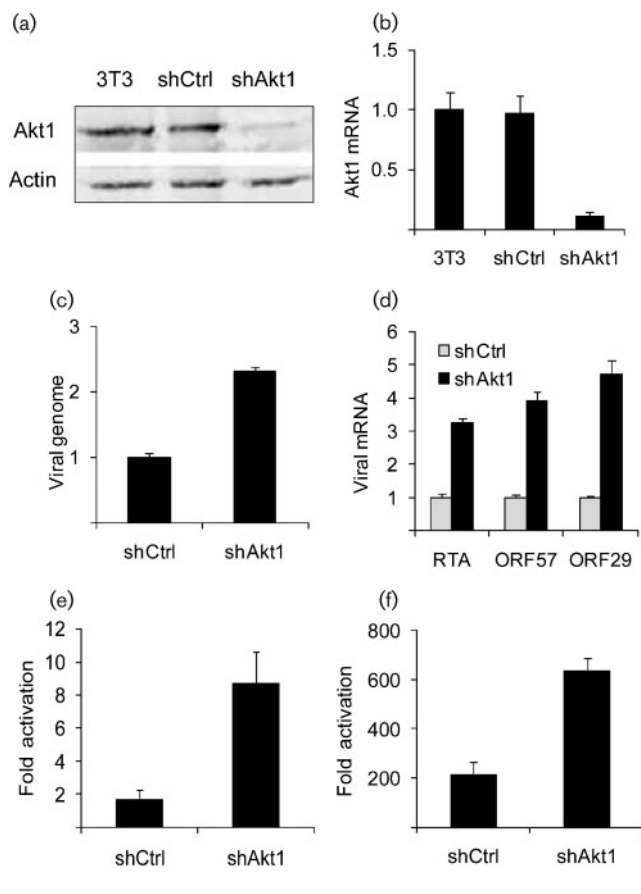 (a)
3T3 shCtrl shAkt1
Akt1
Actin
(b)
Akt1 mRNA
1.5
1.0
0.5
3T3 shCtrl shAkt1
(c)
Viral genome
3
2
1
shCtrl shAkt1
(d)
Viral mRNA
6
5
4
3
2
1
shCtrl
shAkt1
RTA ORF57 ORF29
(e)
Fold activation
12
10
8
6
4
2
shCtrl shAkt1
(f)
Fold activation
800
600
400
200
shCtrl shAkt1